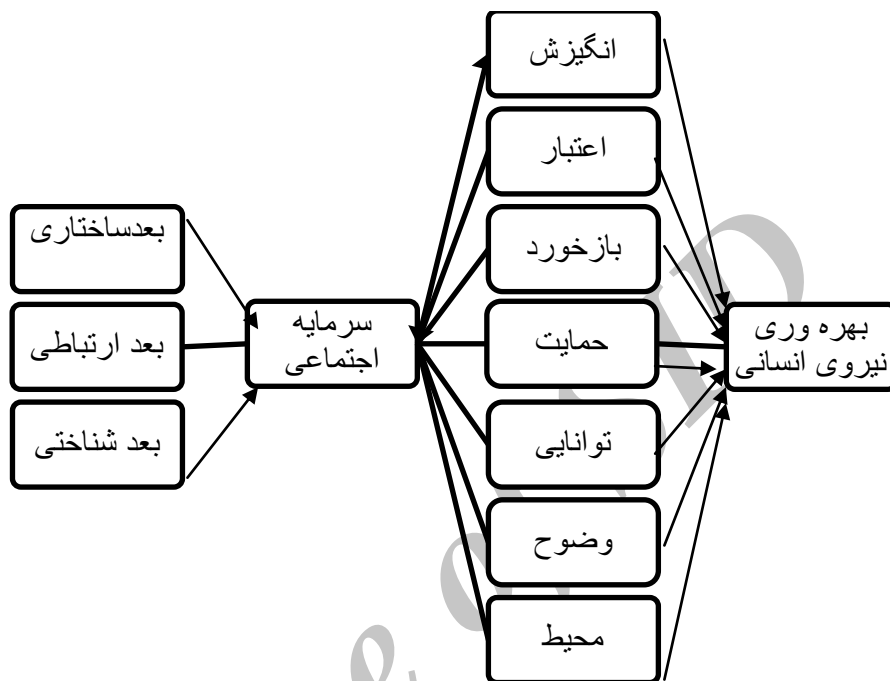 انگیزش
اعتبار
بازخورد
حمایت
توانایی
وضوح
محیط
بهره وری
نیروی انسانی
سرمایه
اجتماعی
بعدساختاری
بعد ارتباطی
بعد شناختی